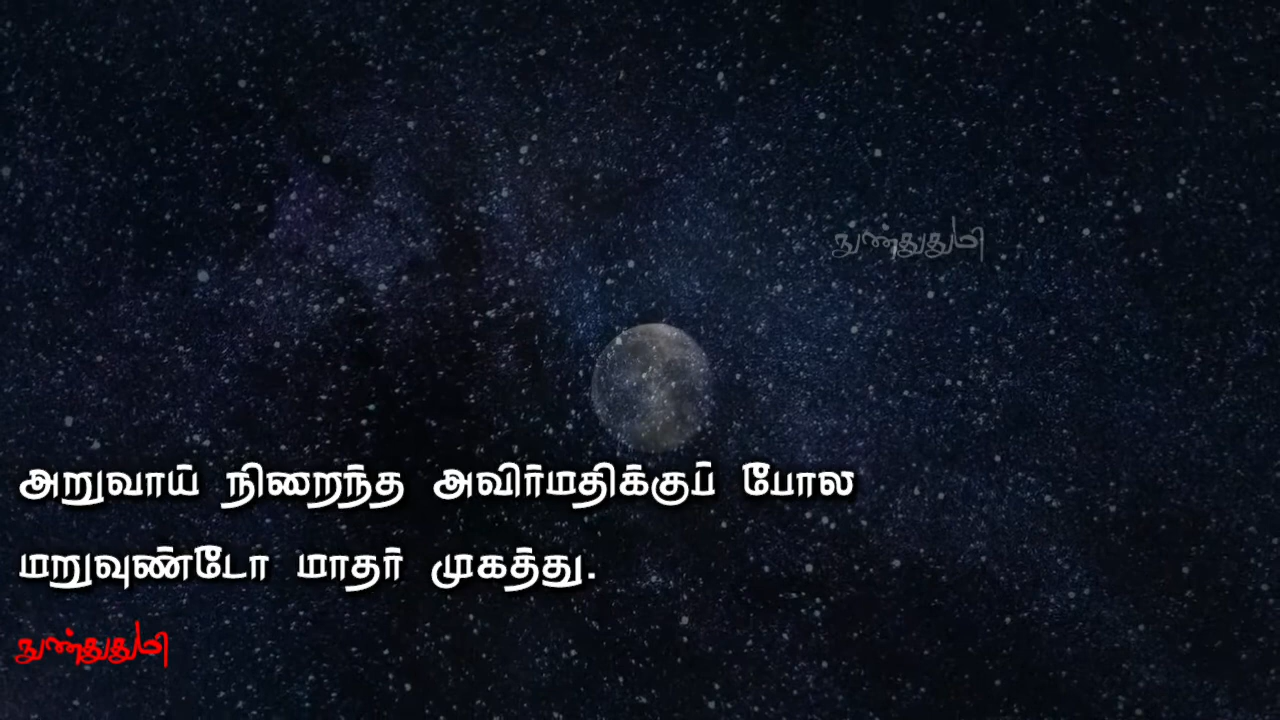 நுண்துதுமி
அறுவாய் நிறைந்த அவிர்மதிக்குப் போல
மறுவுண்டோ மாதர் முகத்து.
நுண்துதுமி